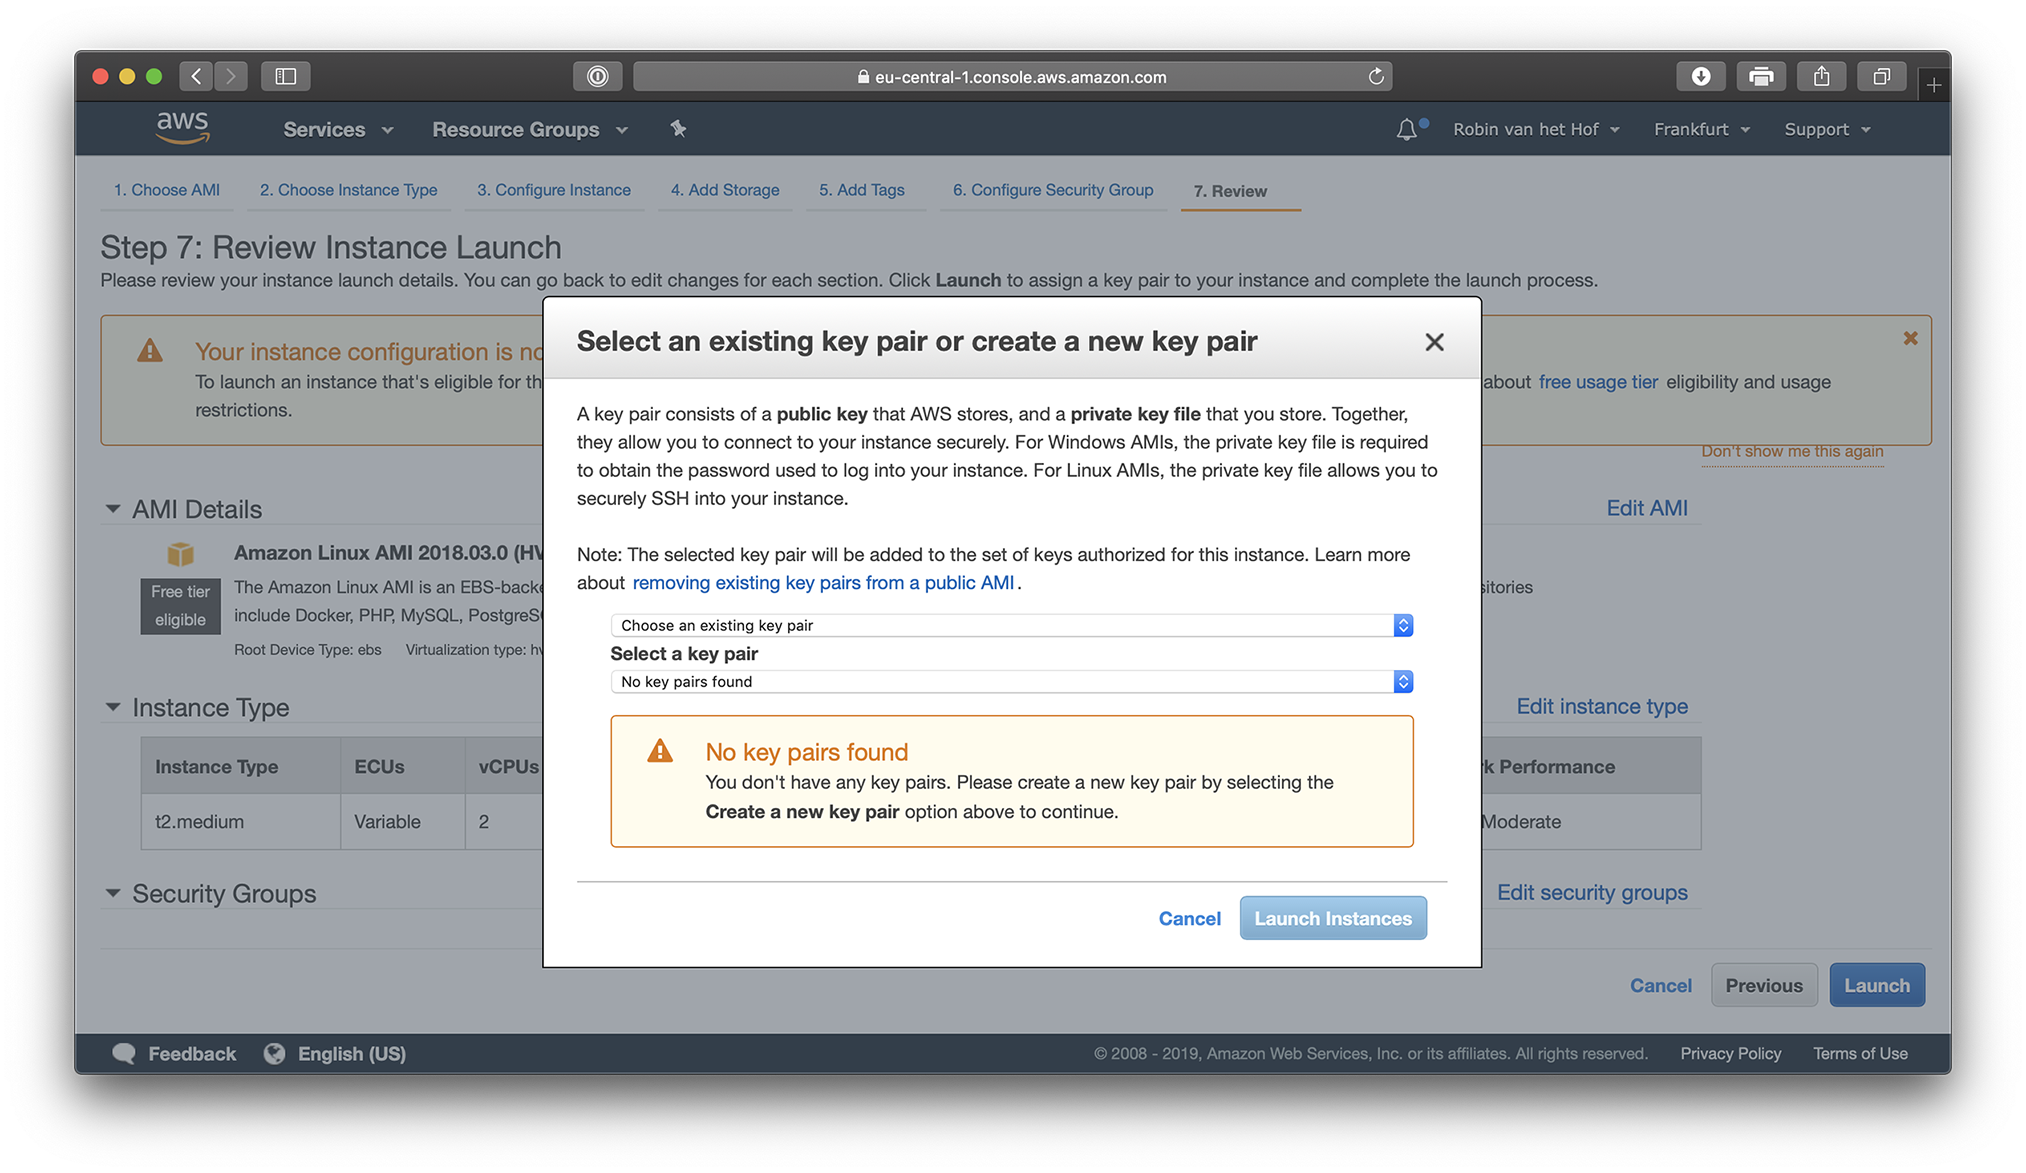 eu-central-1.console.aws.amazon.com
aws Services Resource Groups Robin van het Hof Frankfurt Support
1. Choose AMI 2. Choose Instance Type 3. Configure Instance 4. Add Storage 5. Add Tags 6. Configure Security Group 7. Review
Step 7: Review Instance Launch
Please review your instance launch details. You can go back to edit changes for each section. Click Launch to assign a key pair to your instance and complete the launch process.
Your instance configuration is no
To launch an instance that's eligible for th
restrictions.
about free usage tier eligibility and usage
Don't show me this again
Select an existing key pair or create a new key pair
A key pair consists of a public key that AWS stores, and a private key file that you store. Together,
they allow you to connect to your instance securely. For Windows AMIs, the private key file is required
to obtain the password used to log into your instance. For Linux AMIs, the private key file allows you to
securely SSH into your instance.
Note: The selected key pair will be added to the set of keys authorized for this instance. Learn more
about removing existing key pairs from a public AMI.
Choose an existing key pair
Select a key pair
No key pairs found
No key pairs found
You don't have any key pairs. Please create a new key pair by selecting the
Create a new key pair option above to continue.
Cancel Launch Instances
AMI Details Edit AMI
Amazon Linux AMI 2018.03.0 (HV
Free tier
eligible
The Amazon Linux AMI is an EBS-backe
sitories
include Docker, PHP, MySQL, PostgreS
Root Device Type: ebs Virtualization type: hv
Instance Type Edit instance type
Instance Type ECUs vCPUs k Performance
t2.medium Variable 2 Moderate
Security Groups Edit security groups
Cancel Previous Launch
Feedback English (US) © 2008 - 2019, Amazon Web Services, Inc. or its affiliates. All rights reserved. Privacy Policy Terms of Use